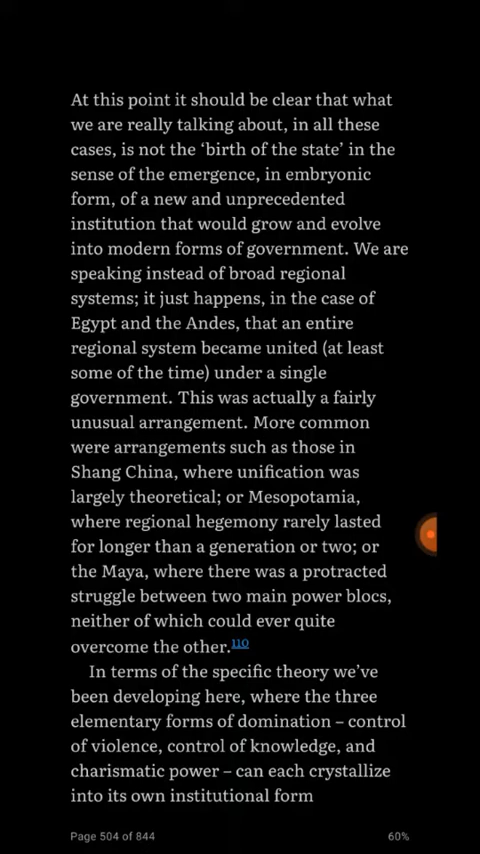 At this point it should be clear that what
we are really talking about, in all these
cases, is not the ‘birth of the state’ in the
sense of the emergence, in embryonic
form, of a new and unprecedented
institution that would grow and evolve
into modern forms of government. We are
speaking instead of broad regional
systems; it just happens, in the case of
Egypt and the Andes, that an entire
regional system became united (at least
some of the time) under a single
government. This was actually a fairly
unusual arrangement. More common
were arrangements such as those in
Shang China, where unification was
largely theoretical; or Mesopotamia,
where regional hegemony rarely lasted
for longer than a generation or two; or
the Maya, where there was a protracted
struggle between two main power blocs,
neither of which could ever quite
overcome the other.110
In terms of the specific theory we’ve
been developing here, where the three
elementary forms of domination – control
of violence, control of knowledge, and
charismatic power – can each crystallize
into its own institutional form
Page 504 of 844
60%